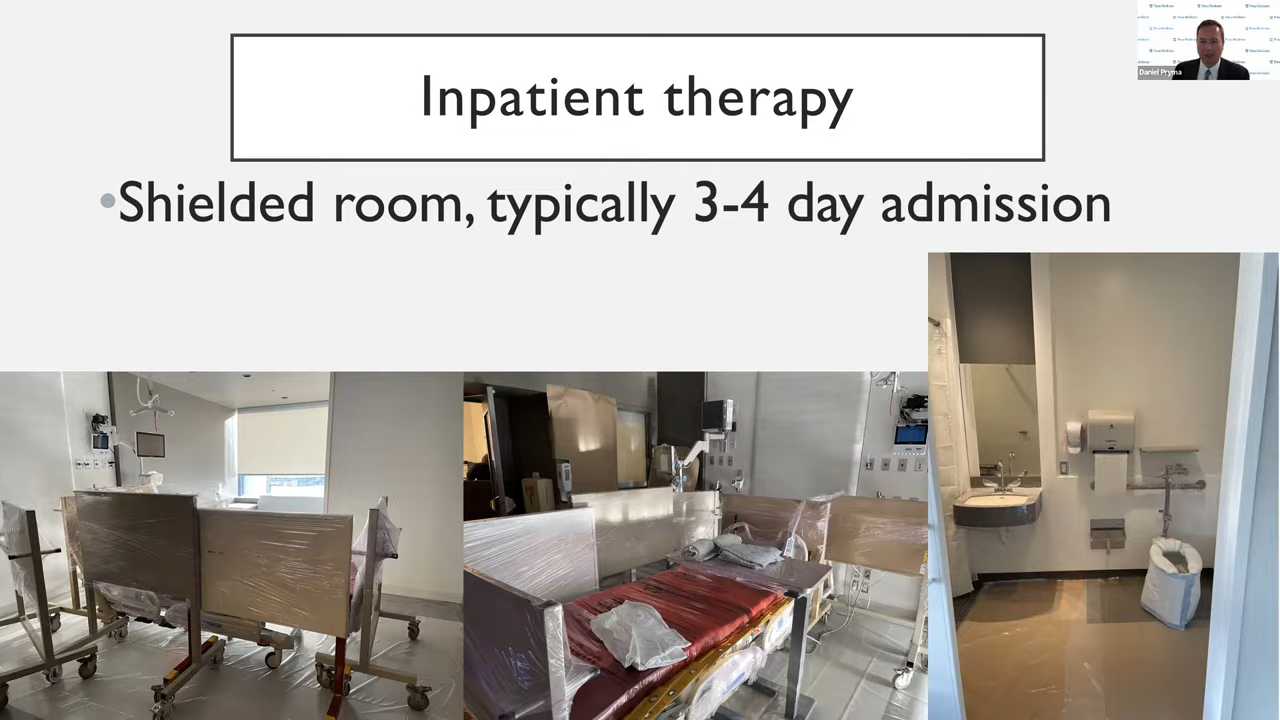 Inpatient therapy
•Shielded room, typically 3-4 day admission
Daniel Pryma